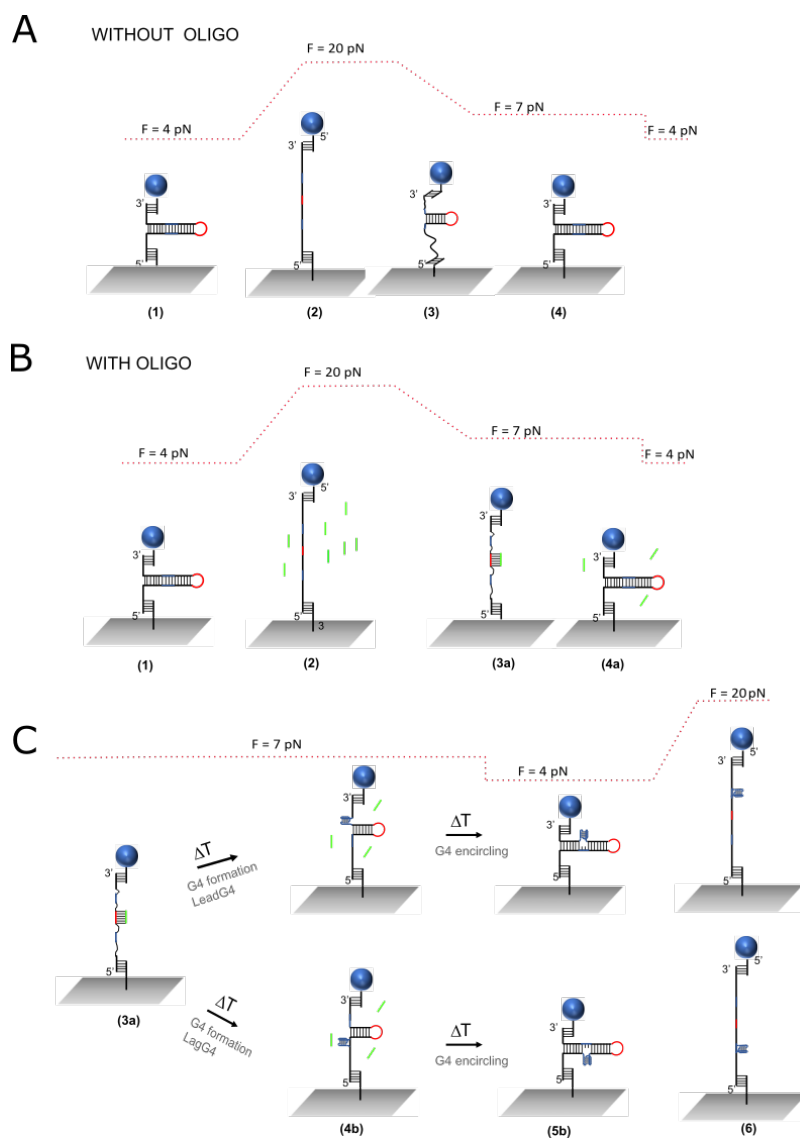 A
WITHOUT OLIGO
F = 20 pN
F = 4 pN
F = 7 pN
F = 4 pN
5’
3’
3’
3’
3’
5’
5’
5’
5’
(1)
(2)
(3)
(4)
B
WITH OLIGO
F = 20 pN
F = 4 pN
F = 7 pN
F = 4 pN
5’
3’
3’
3’
3’
5’
5’
3
5’
5’
(1)
(2)
(3a)
(4a)
F = 20 pN
C
F = 7 pN
F = 4 pN
5’
3’
3’
3’
ΔT
G4 formation
LeadG4
ΔT
G4 encircling
3’
5’
5’
5’
5’
(3a)
5’
3’
3’
3’
ΔT
G4 formation
LagG4
ΔT
G4 encircling
5’
5’
5’
(4b)
(5b)
(6)